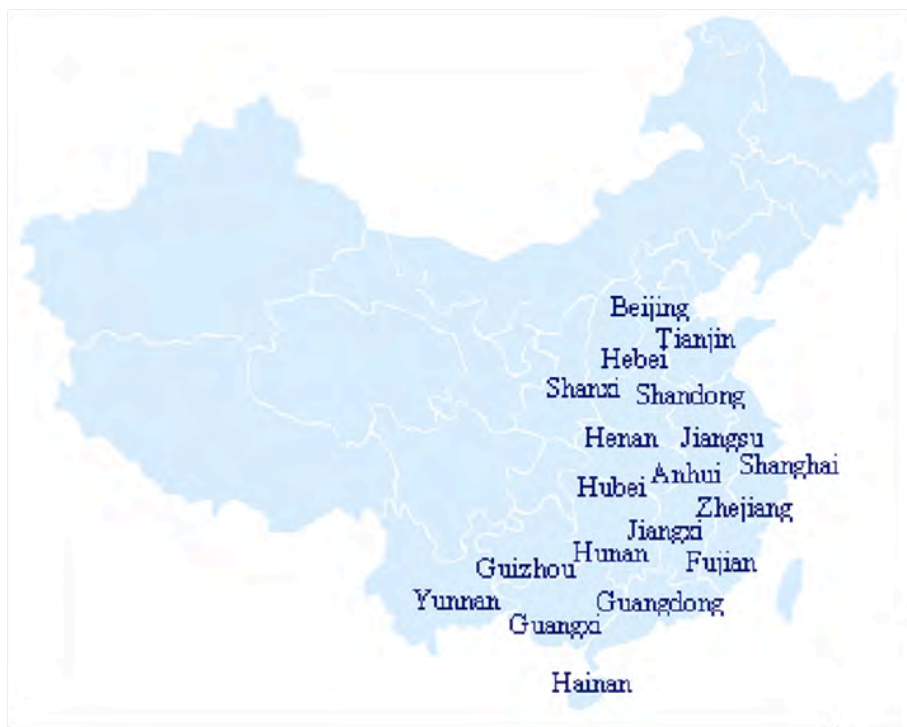 Beijing
Tianjin
Hebei
Shanxi
Shandong
Henan
Jiangsu
Shanghai
Anhui
Hubei
Zhejiang
Jiangxi
Hunan
Fujian
Guizhou
Yunnan
Guangdong
Guangxi
Hainan